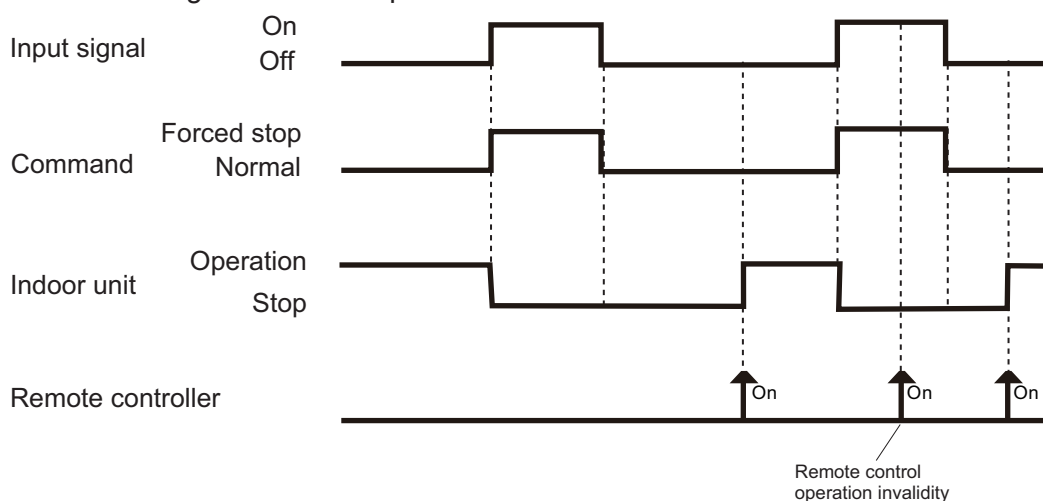 On
Input signal
Off
Forced stop
Command Normal
Operation
Indoor unit
Stop
On On On
Remote controller
Remote control
operation invalidity